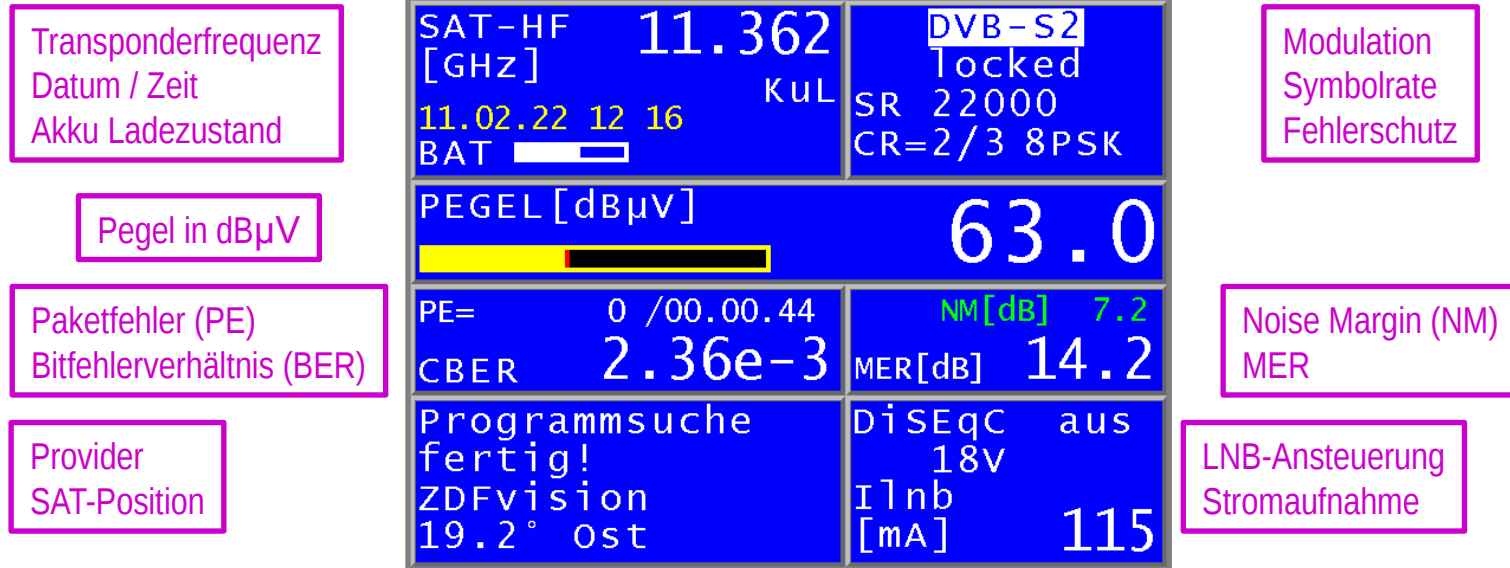 Transponderfrequenz
Datum / Zeit
Akku Ladezustand
SAT-HF 11.362
[GHz]
KuL
11.02.22 12 16
BAT
DVB-S2
locked
SR 22000
CR=2/3 8PSK
Modulation
Symbolrate
Fehlerschutz
Pegel in dBµV
PEGEL[dBµV] 63.0
Paketfehler (PE)
Bitfehlerverhältnis (BER)
PE= 0 /00.00.44
CBER 2.36e-3
NM[dB] 7.2
MER[dB] 14.2
Noise Margin (NM)
MER
Provider
SAT-Position
Programmsuche
fertig!
ZDFvision
19.2° Ost
DiSEqC aus
18V
Ilnb
[mA] 115
LNB-Ansteuerung
Stromaufnahme